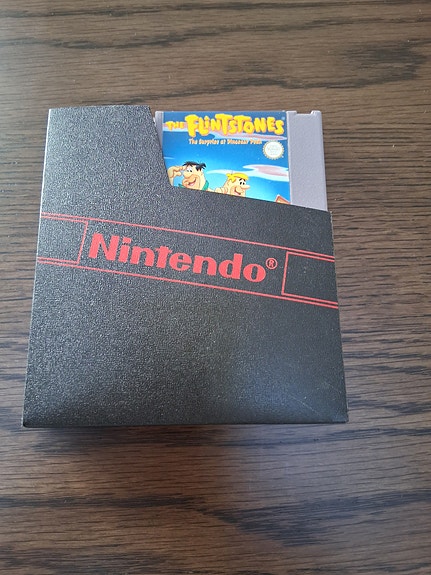 THE FLINTSTONES
The Surprise at Dinosaur Peak
Nintendo®